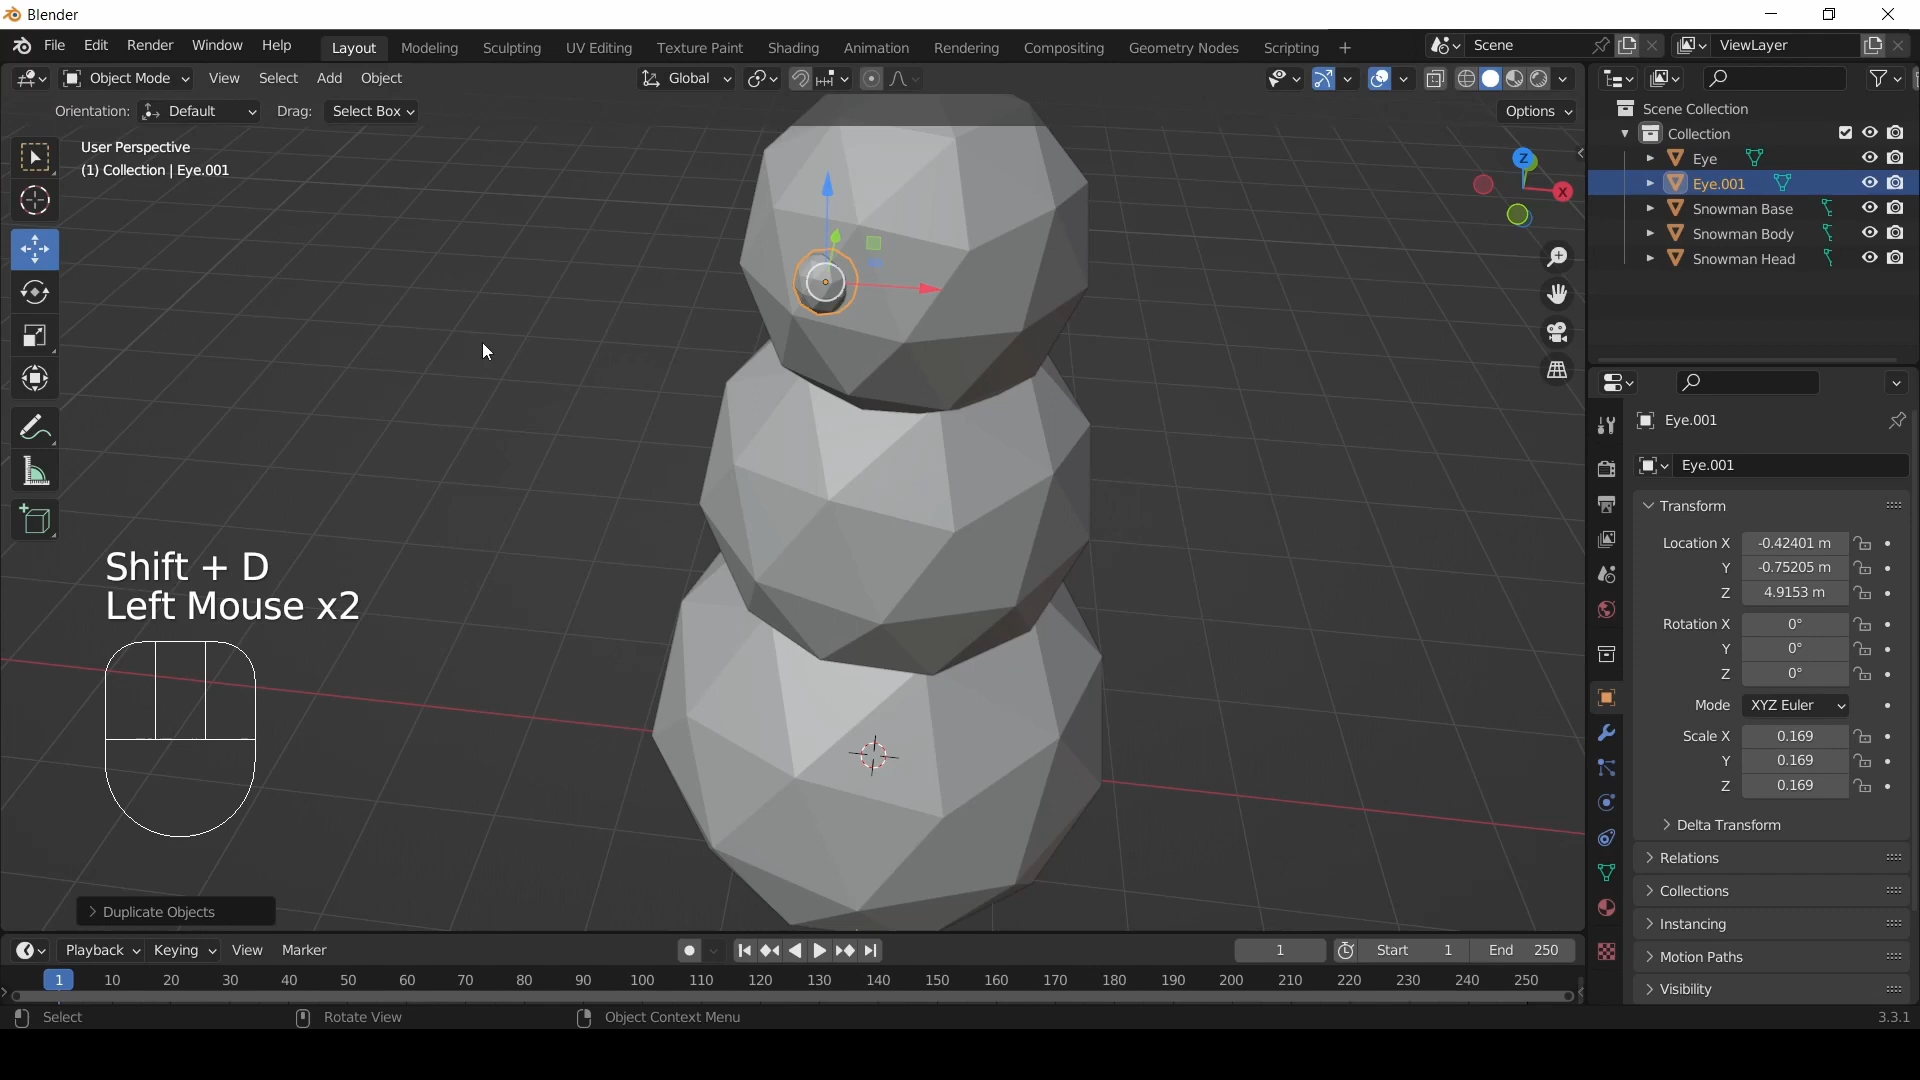 Blender
File Edit Render Window Help
Layout Modeling Sculpting UV Editing Texture Paint Shading Animation Rendering Compositing Geometry Nodes Scripting +
Scene
ViewLayer
Object Mode View Select Add Object
Global
Orientation: Default Drag: Select Box
Options
User Perspective
(1) Collection | Eye.001
Z
X
Scene Collection
Collection
Eye
Eye.001
Snowman Base
Snowman Body
Snowman Head
Eye.001
Eye.001
Transform
Location X -0.42401 m
Y -0.75205 m
Z 4.9153 m
Rotation X 0°
Y 0°
Z 0°
Mode XYZ Euler
Scale X 0.169
Y 0.169
Z 0.169
Delta Transform
Relations
Collections
Instancing
Motion Paths
Visibility
Shift + D
Left Mouse x2
Duplicate Objects
Playback Keying View Marker
1 Start 1 End 250
1 10 20 30 40 50 60 70 80 90 100 110 120 130 140 150 160 170 180 190 200 210 220 230 240 250
Select Rotate View Object Context Menu
3.3.1